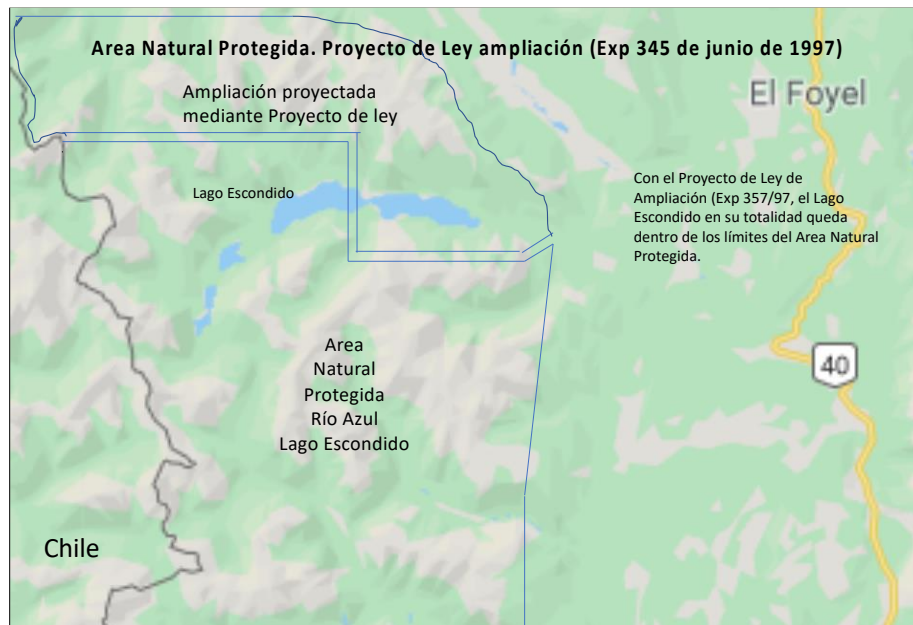 Area Natural Protegida. Proyecto de Ley ampliación (Exp 345 de junio de 1997)
Ampliación proyectada
mediante Proyecto de ley
El Foyel
Lago Escondido
Con el Proyecto de Ley de
Ampliación (Exp 357/97, el Lago
Escondido en su totalidad queda
dentro de los límites del Area Natural
Protegida.
Area
Natural
Protegida
Río Azul
Lago Escondido
40
Chile